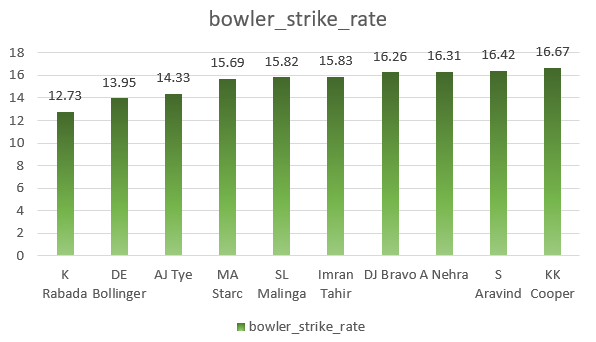 bowler_strike_rate
18
16
14
12
10
8
6
4
2
0
12.73
13.95
14.33
15.69
15.82
15.83
16.26
16.31
16.42
16.67
K Rabada
DE Bollinger
AJ Tye
MA Starc
SL Malinga
Imran Tahir
DJ Bravo
A Nehra
S Aravind
KK Cooper
bowler_strike_rate